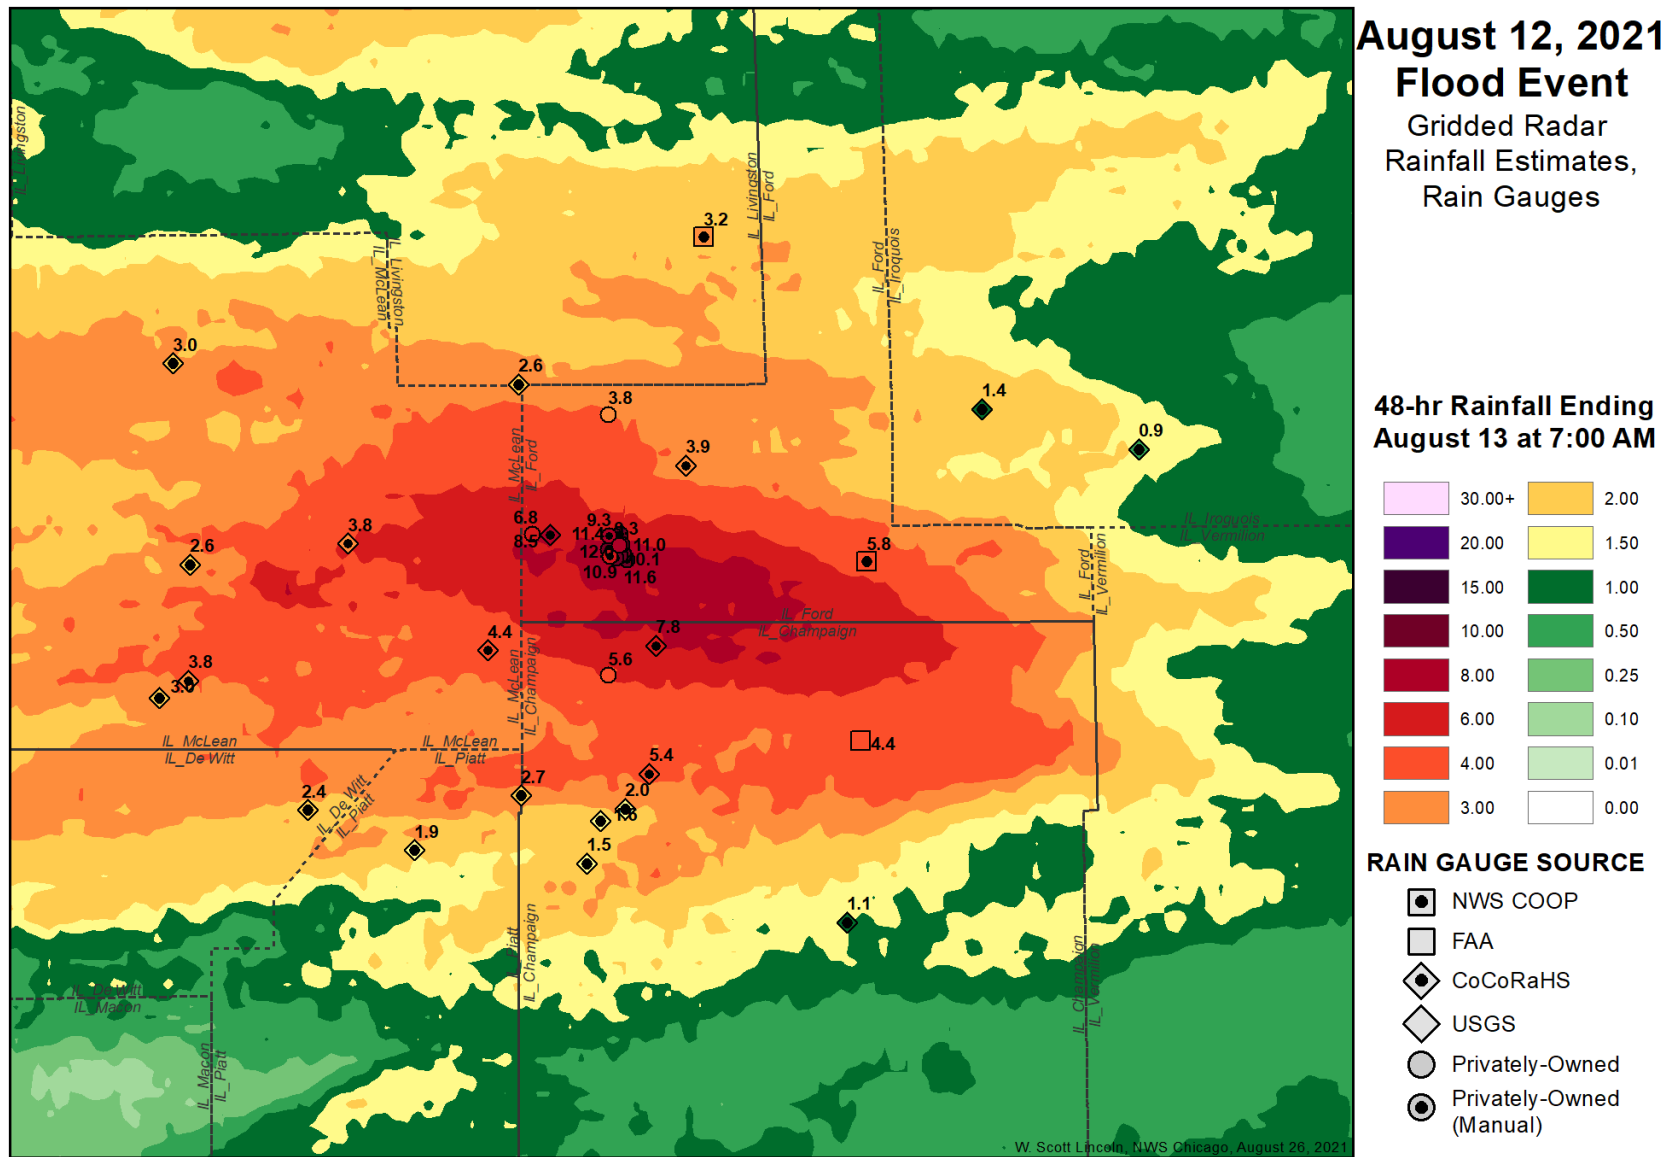 August 12, 2021
Flood Event
Gridded Radar
Rainfall Estimates,
Rain Gauges
48-hr Rainfall Ending
August 13 at 7:00 AM
30.00+ 2.00
20.00 1.50
15.00 1.00
10.00 0.50
8.00 0.25
6.00 0.10
4.00 0.01
3.00 0.00
RAIN GAUGE SOURCE
NWS COOP
FAA
CoCoRaHS
USGS
Privately-Owned
Privately-Owned
(Manual)
IL_Livingston
IL_Livingston
IL_Ford
3.2
IL_Livingston
IL_McLean
IL_Ford
IL_Iroquois
3.0
2.6
3.8
1.4
0.9
3.9
IL_McLean
IL_Ford
6.8
8.5
9.3
11.4
11.0
10.9
11.6
3.8
2.6
5.8
IL_Iroquois
IL_Vermilion
IL_Ford
IL_Vermilion
IL_Ford
IL_Champaign
4.4
7.8
5.6
3.8
3.0
IL_McLean
IL_Champaign
IL_McLean
IL_De Witt
IL_McLean
IL_Piatt
4.4
5.4
2.7
2.0
2.4
IL_De Witt
IL_Piatt
1.9
1.5
1.1
IL_Piatt
IL_Champaign
IL_Champaign
IL_Vermilion
IL_De Witt
IL_Macon
IL_Macon
IL_Piatt
W. Scott Lincoln, NWS Chicago, August 26, 2021